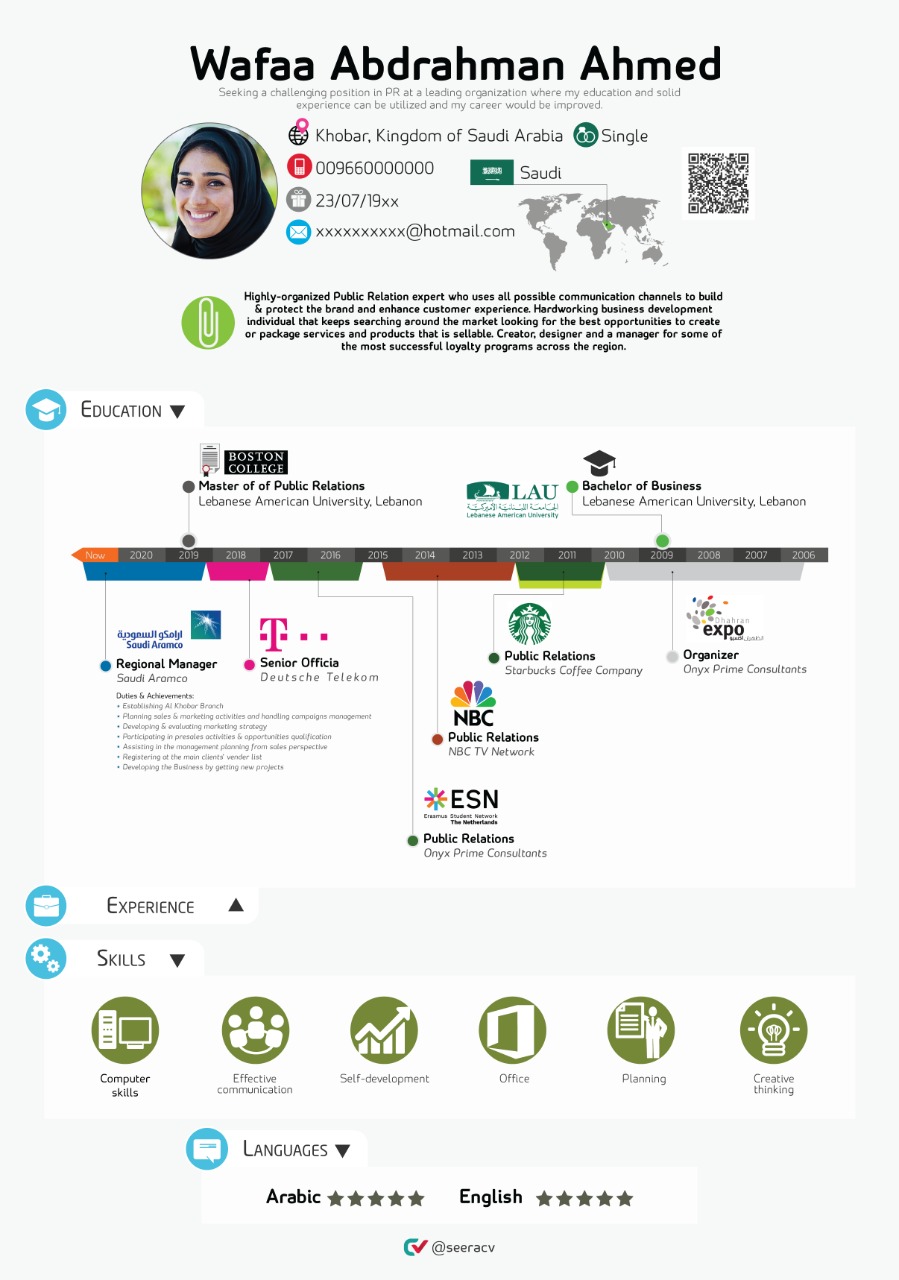 Wafaa Abdrahman Ahmed
Seeking a challenging position in PR at a leading organization where my education and solid
experience can be utilized and my career would be improved.
Khobar, Kingdom of Saudi Arabia
Single
009660000000
Saudi
23/07/19xx
xxxxxxxxxx@hotmail.com
Highly-organized Public Relation expert who uses all possible communication channels to build
& protect the brand and enhance customer experience. Hardworking business development
individual that keeps searching around the market looking for the best opportunities to create
or package services and products that is sellable. Creator, designer and a manager for some of
the most successful loyalty programs across the region.
EDUCATION ▼
BOSTON
COLLEGE
Master of of Public Relations
Lebanese American University, Lebanon
LAU
الجامعة اللبنانية الأميركية
Lebanese American University
Bachelor of Business
Lebanese American University, Lebanon
Now 2020 2019 2018 2017 2016 2015 2014 2013 2012 2011 2010 2009 2008 2007 2006
أرامكو السعودية
Saudi Aramco
Regional Manager
Saudi Aramco
Duties & Achievements:
• Establishing Al Khobar Branch
• Planning sales & marketing activities and handling campaigns management
• Developing & evaluating marketing strategy
• Participating in presales activities & opportunities qualification
• Assisting in the management planning from sales perspective
• Registering at the main clients' vender list
• Developing the Business by getting new projects
T
Senior Officia
Deutsche Telekom
Public Relations
Starbucks Coffee Company
Dhahran
expo
الظهران إكسبو
Organizer
Onyx Prime Consultants
NBC
Public Relations
NBC TV Network
ESN
Erasmus Student Network
The Netherlands
Public Relations
Onyx Prime Consultants
EXPERIENCE ▲
SKILLS ▼
Computer
skills
Effective
communication
Self-development
Office
Planning
Creative
thinking
LANGUAGES ▼
Arabic ★★★★★ English ★★★★★
@seeracv